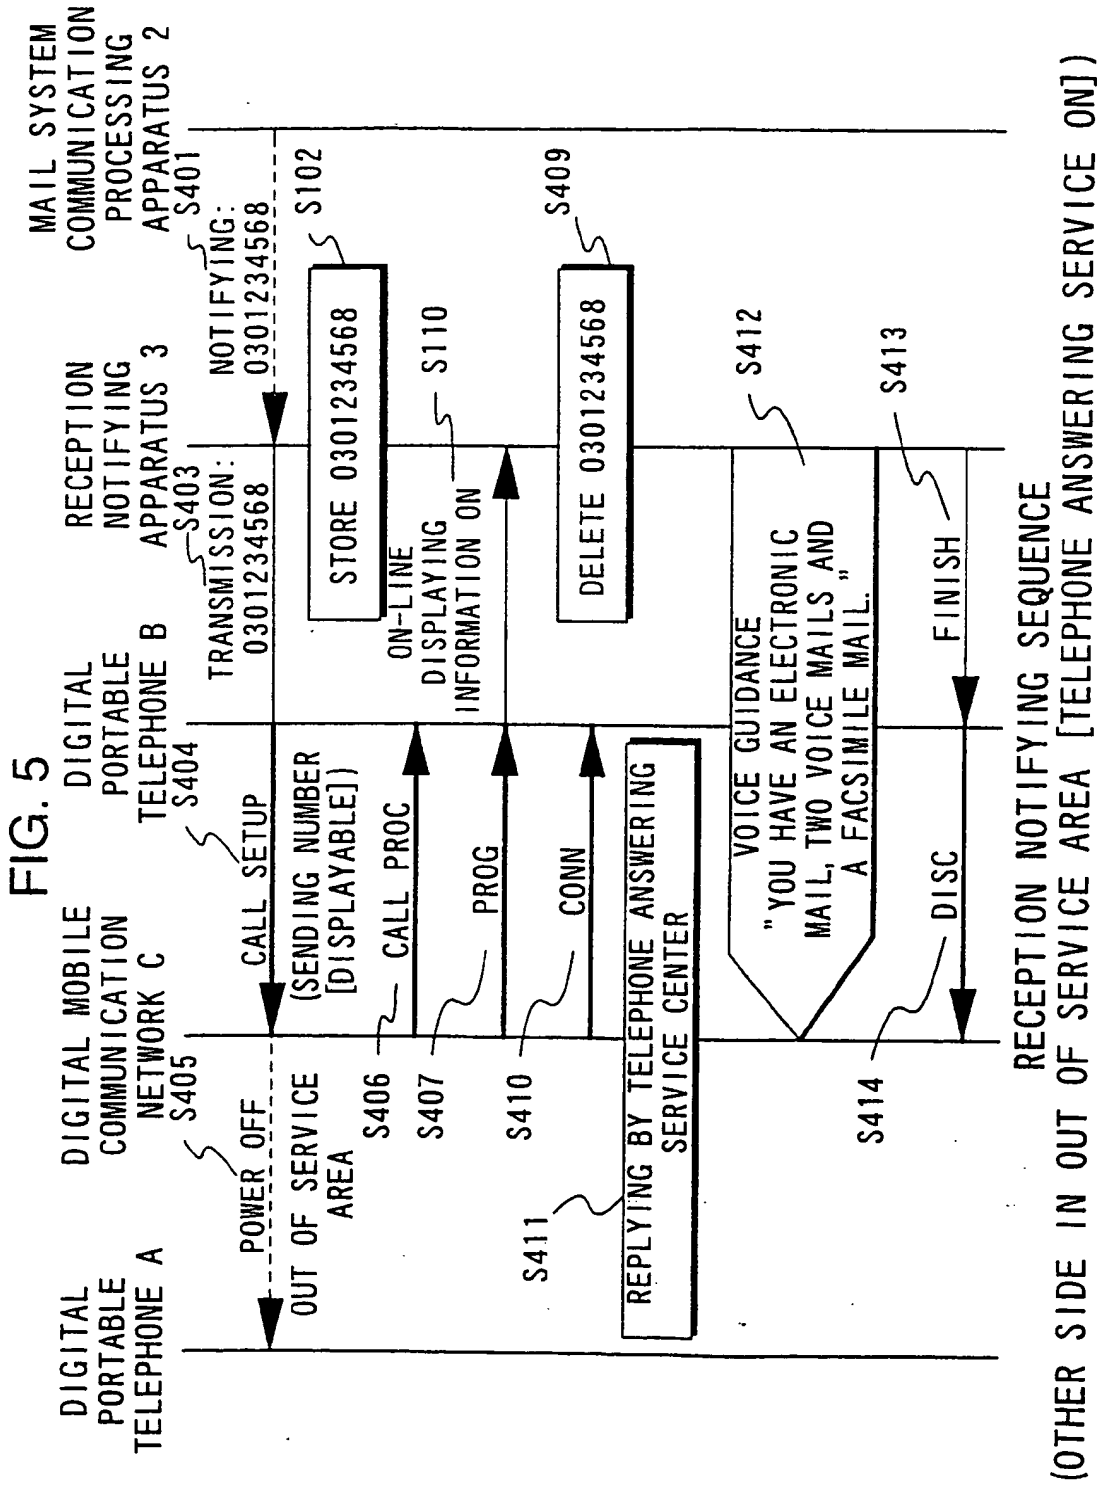 FIG. 5
DIGITAL
PORTABLE
TELEPHONE A
DIGITAL MOBILE
COMMUNICATION
NETWORK C
DIGITAL
PORTABLE
TELEPHONE B
RECEPTION
NOTIFYING
APPARATUS 3
MAIL SYSTEM
COMMUNICATION
PROCESSING
APPARATUS 2
S405
S404
S403
S401
POWER OFF
CALL SETUP
TRANSMISSION:
0301234568
NOTIFYING:
0301234568
OUT OF SERVICE
AREA
(SENDING NUMBER
[DISPLAYABLE])
STORE 0301234568
S102
S406
CALL PROC
ON-LINE
DISPLAYING
INFORMATION ON
S110
S407
PROG
S410
CONN
DELETE 0301234568
S409
S411
REPLYING BY TELEPHONE ANSWERING
SERVICE CENTER
VOICE GUIDANCE
"YOU HAVE AN ELECTRONIC
MAIL, TWO VOICE MAILS AND
A FACSIMILE MAIL."
S412
S414
DISC
FINISH
S413
RECEPTION NOTIFYING SEQUENCE
(OTHER SIDE IN OUT OF SERVICE AREA [TELEPHONE ANSWERING SERVICE ON])